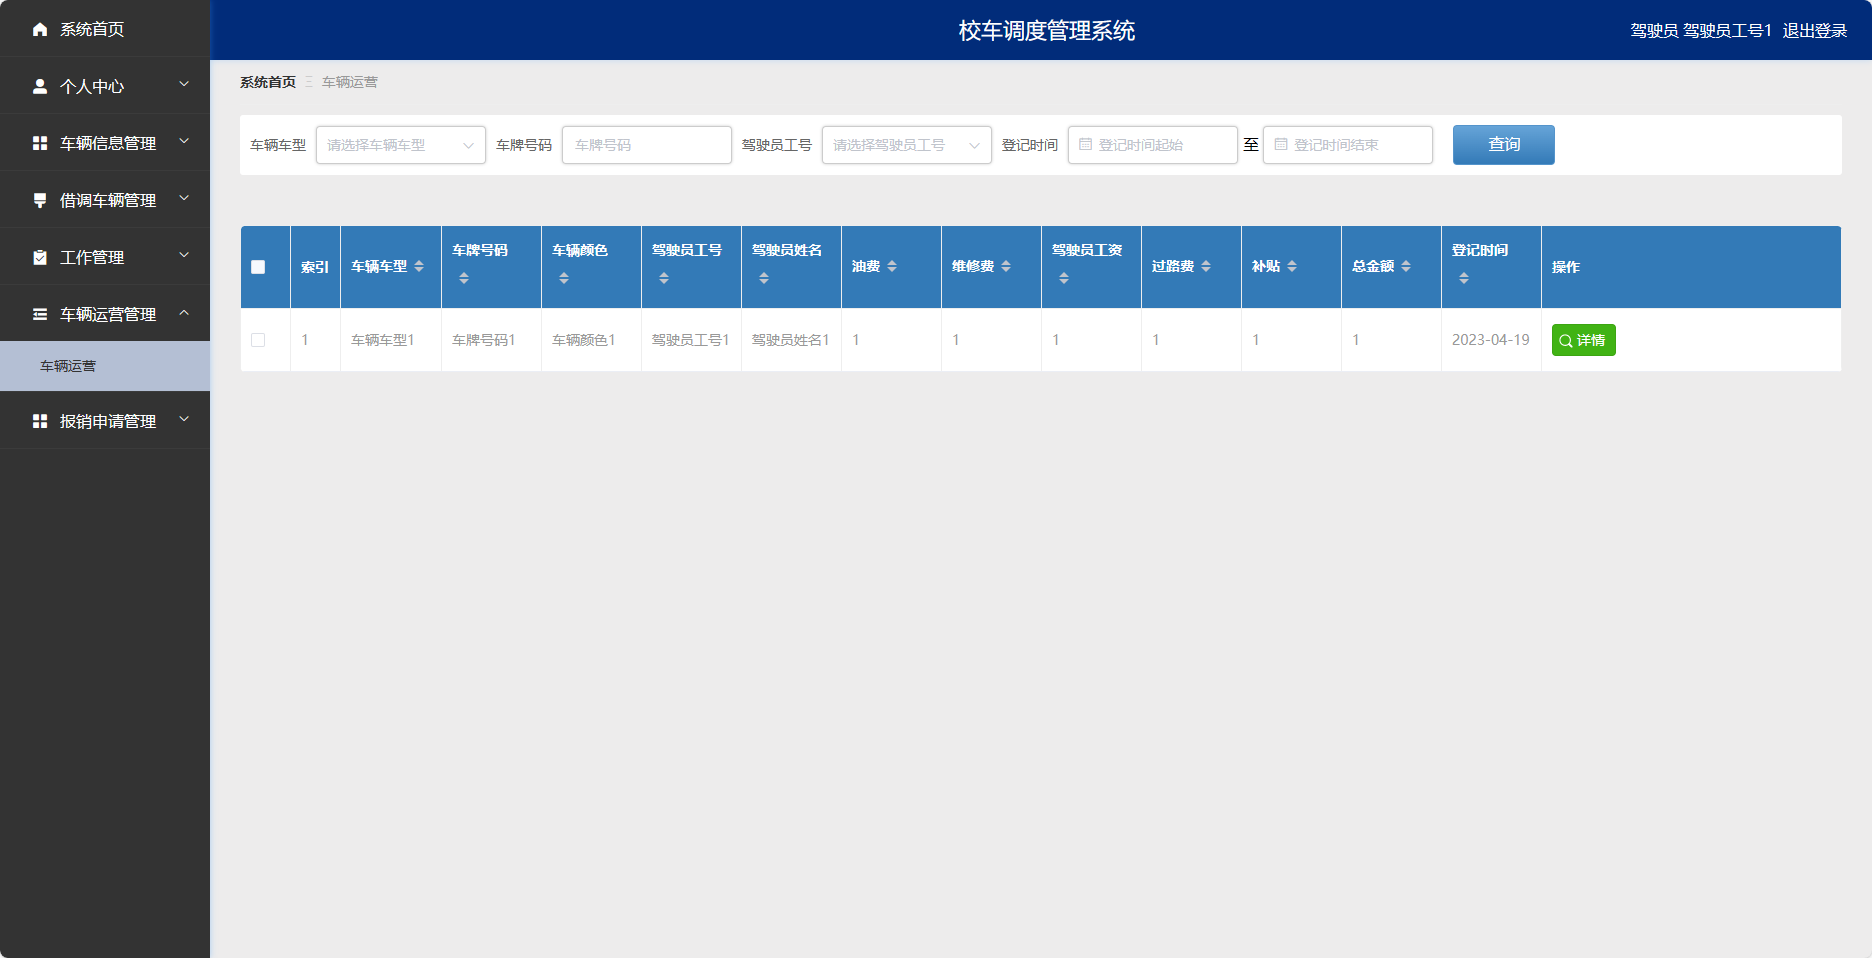 系统首页
个人中心
车辆信息管理
借调车辆管理
工作管理
车辆运营管理
车辆运营
报销申请管理
校车调度管理系统
驾驶员 驾驶员工号1 退出登录
系统首页 车辆运营
车辆车型 请选择车辆车型 车牌号码 车牌号码 驾驶员工号 请选择驾驶员工号 登记时间 登记时间起始 至 登记时间结束 查询
索引 车辆车型 车牌号码 车辆颜色 驾驶员工号 驾驶员姓名 油费 维修费 驾驶员工资 过路费 补贴 总金额 登记时间 操作
1 车辆车型1 车牌号码1 车辆颜色1 驾驶员工号1 驾驶员姓名1 1 1 1 1 1 1 2023-04-19 详情